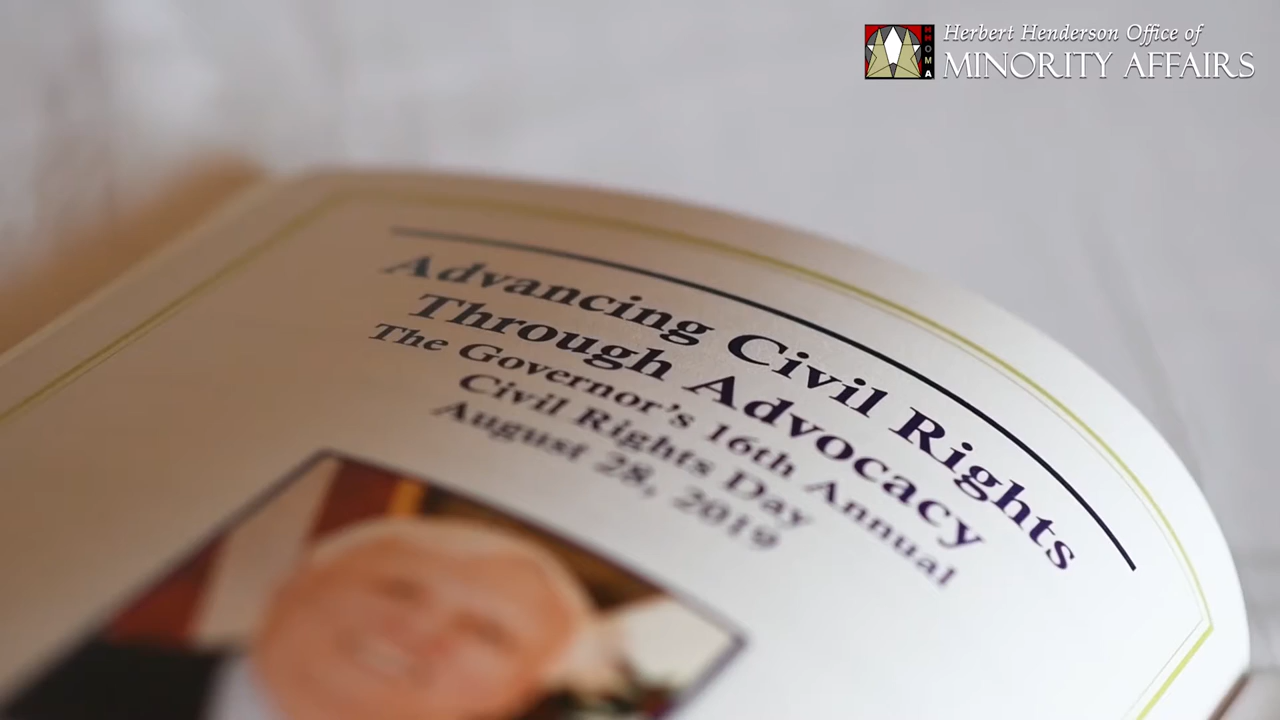 Herbert Henderson Office of
MINORITY AFFAIRS
HHOMA
Advancing Civil Rights
Through Advocacy
The Governor's 16th Annual
Civil Rights Day
August 28, 2019